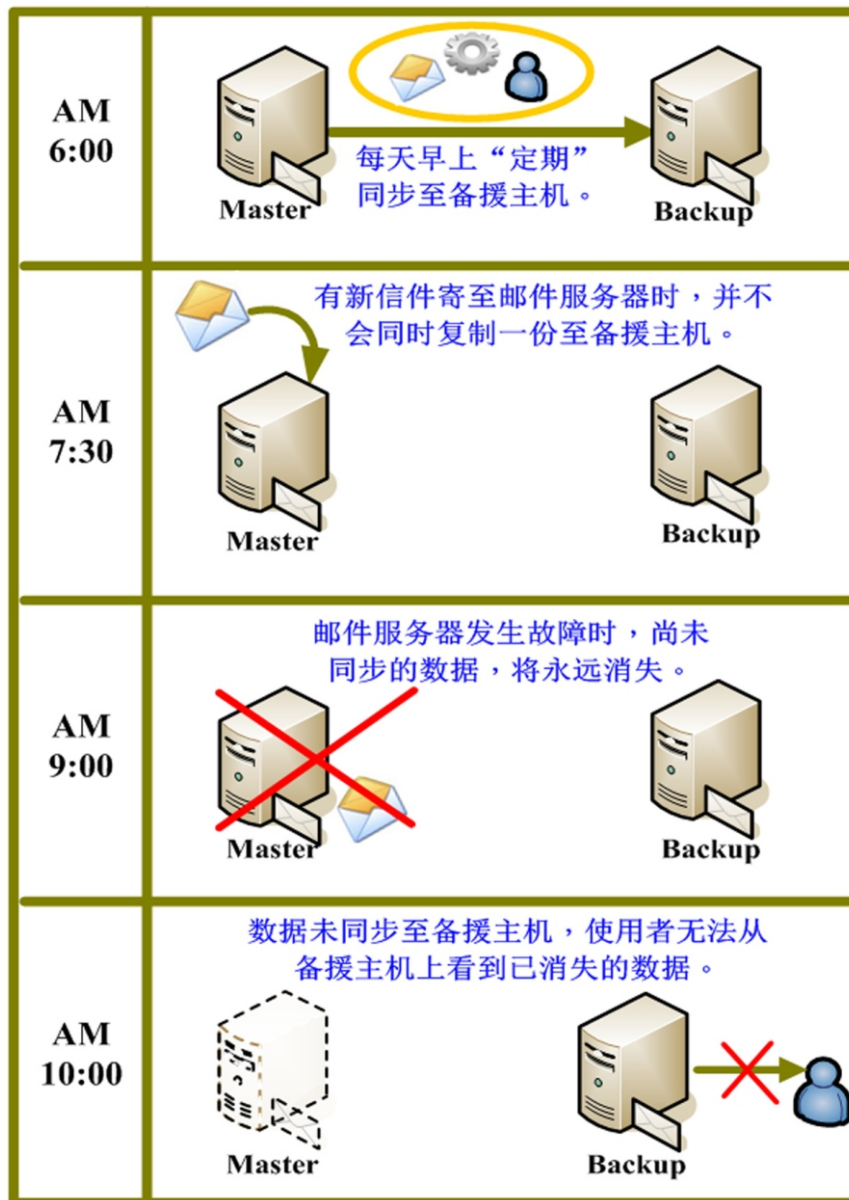 AM
6:00
每天早上“定期”
同步至备援主机。
Master
Backup
AM
7:30
有新信件寄至邮件服务器时，并不
会同时复制一份至备援主机。
Master
Backup
AM
9:00
邮件服务器发生故障时，尚未
同步的数据，将永远消失。
Master
Backup
AM
10:00
数据未同步至备援主机，使用者无法从
备援主机上看到已消失的数据。
Master
Backup